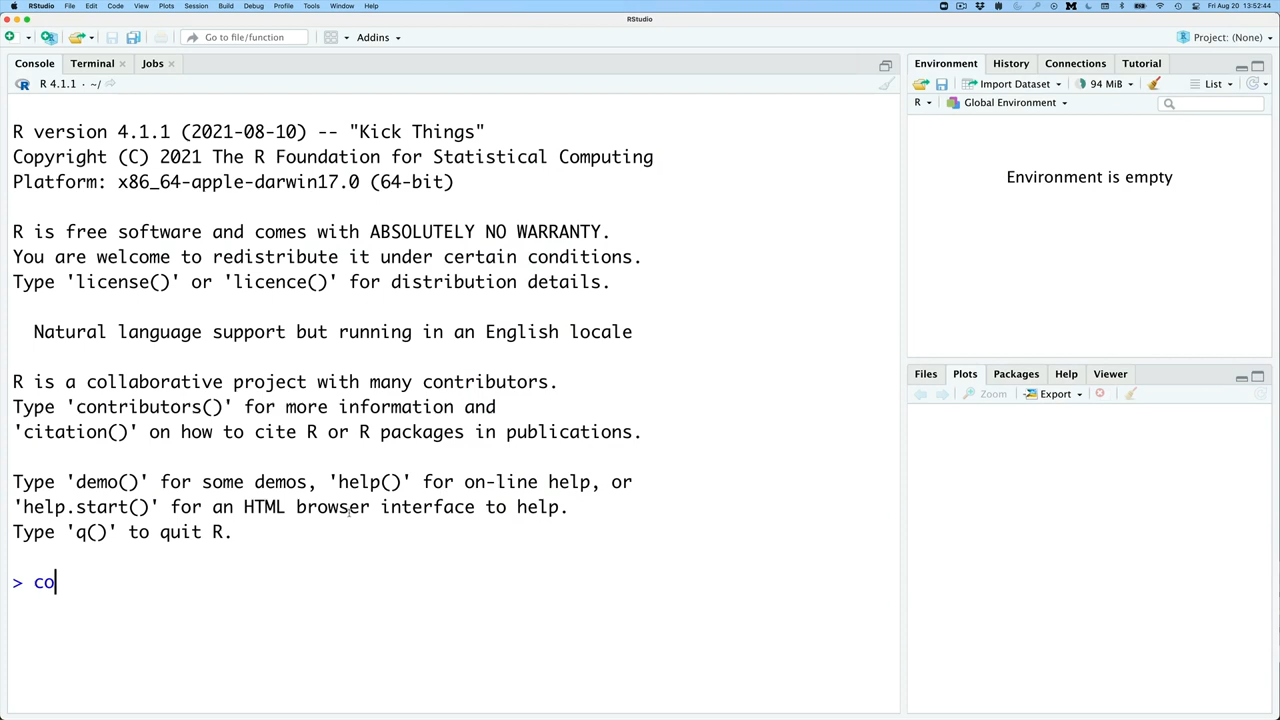 RStudio File Edit Code View Plots Session Build Debug Profile Tools Window Help Fri Aug 20 13:52:44
RStudio
Go to file/function Addins Project: (None)
Console Terminal Jobs
R 4.1.1 · ~/
R version 4.1.1 (2021-08-10) -- "Kick Things"
Copyright (C) 2021 The R Foundation for Statistical Computing
Platform: x86_64-apple-darwin17.0 (64-bit)
R is free software and comes with ABSOLUTELY NO WARRANTY.
You are welcome to redistribute it under certain conditions.
Type 'license()' or 'licence()' for distribution details.
Natural language support but running in an English locale
R is a collaborative project with many contributors.
Type 'contributors()' for more information and
'citation()' on how to cite R or R packages in publications.
Type 'demo()' for some demos, 'help()' for on-line help, or
'help.start()' for an HTML browser interface to help.
Type 'q()' to quit R.
> co
Environment History Connections Tutorial
Import Dataset 94 MiB List
R Global Environment
Environment is empty
Files Plots Packages Help Viewer
Zoom Export